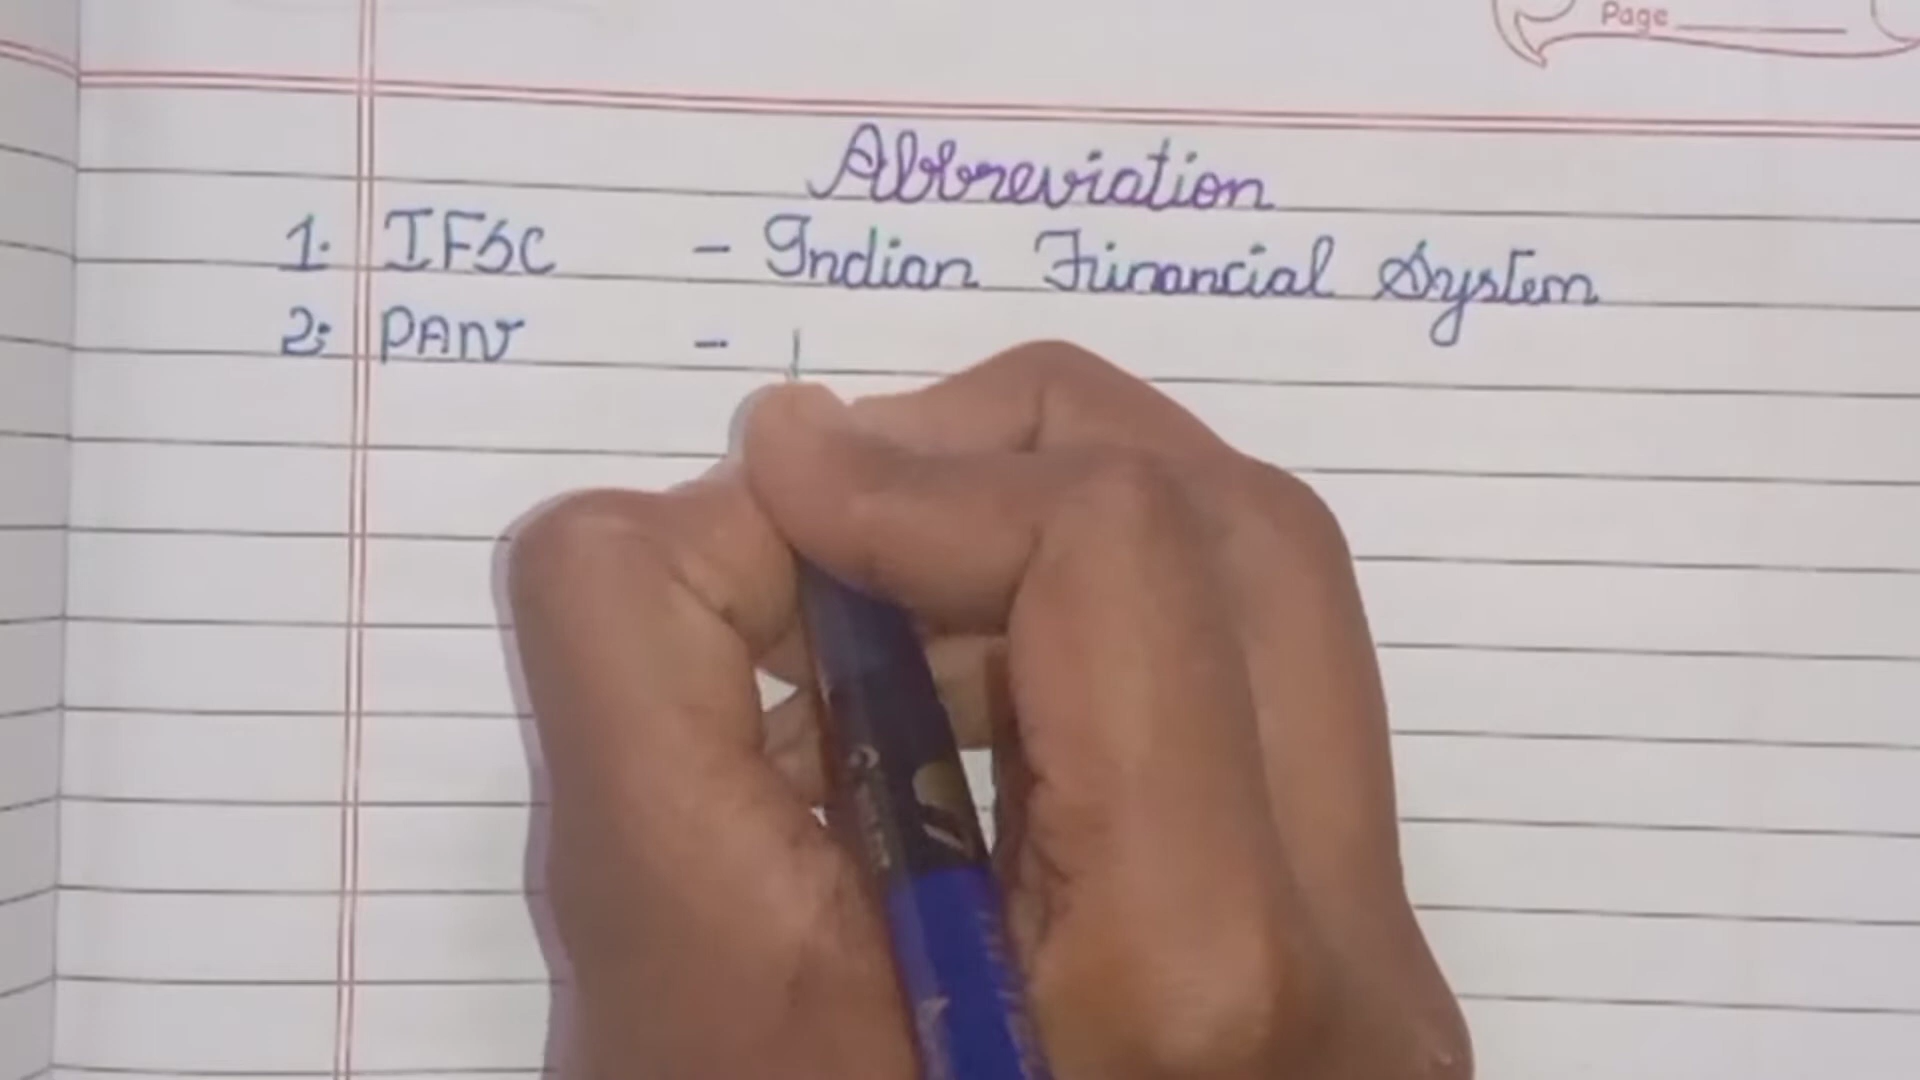 Page
Abbreviation
1. IFSC - Indian Financial System
2. PAN -